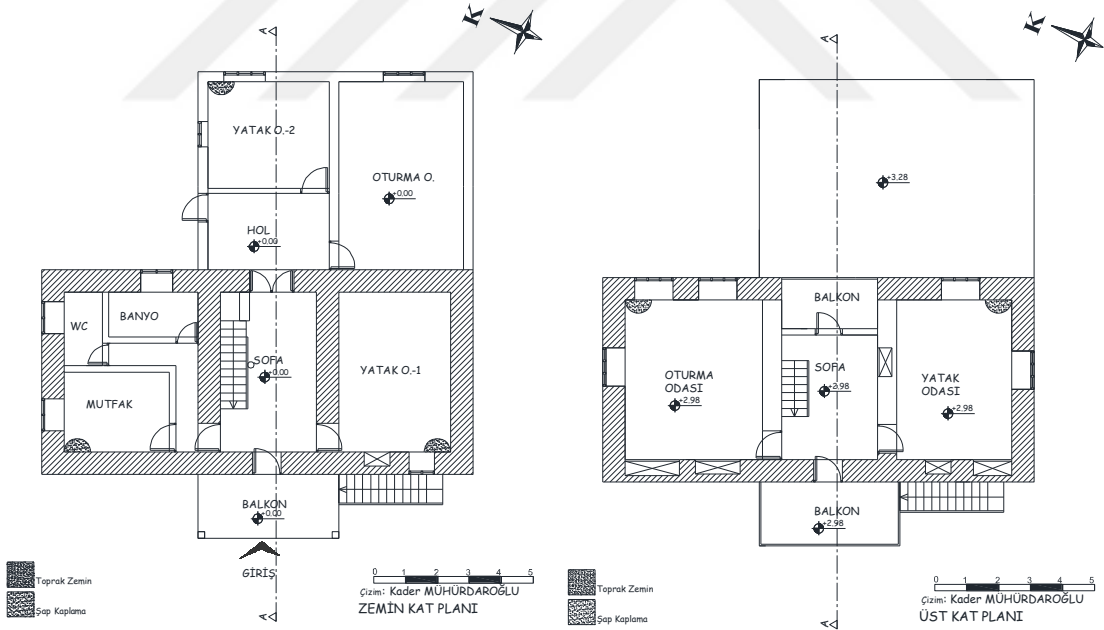 K
A
YATAK O.-2
OTURMA O.
+0.00
HOL
+0.00
WC
BANYO
SOFA
+0.00
YATAK O.-1
MUTFAK
BALKON
+0.00
GİRİŞ
Toprak Zemin
Şap Kaplama
0 1 2 3 4 5
Çizim: Kader MÜHÜRDAROĞLU
ZEMİN KAT PLANI
A
K
A
+3.28
BALKON
OTURMA
ODASI
+2.98
SOFA
+2.98
YATAK
ODASI
+2.98
BALKON
+2.98
Toprak Zemin
Şap Kaplama
0 1 2 3 4 5
Çizim: Kader MÜHÜRDAROĞLU
ÜST KAT PLANI
A